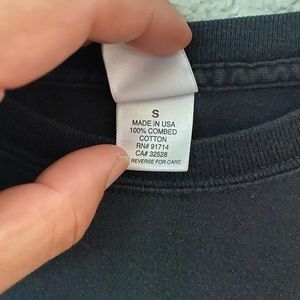 S
MADE IN USA
100% COMBED
COTTON
RN# 91714
CA# 32528
REVERSE FOR CARE